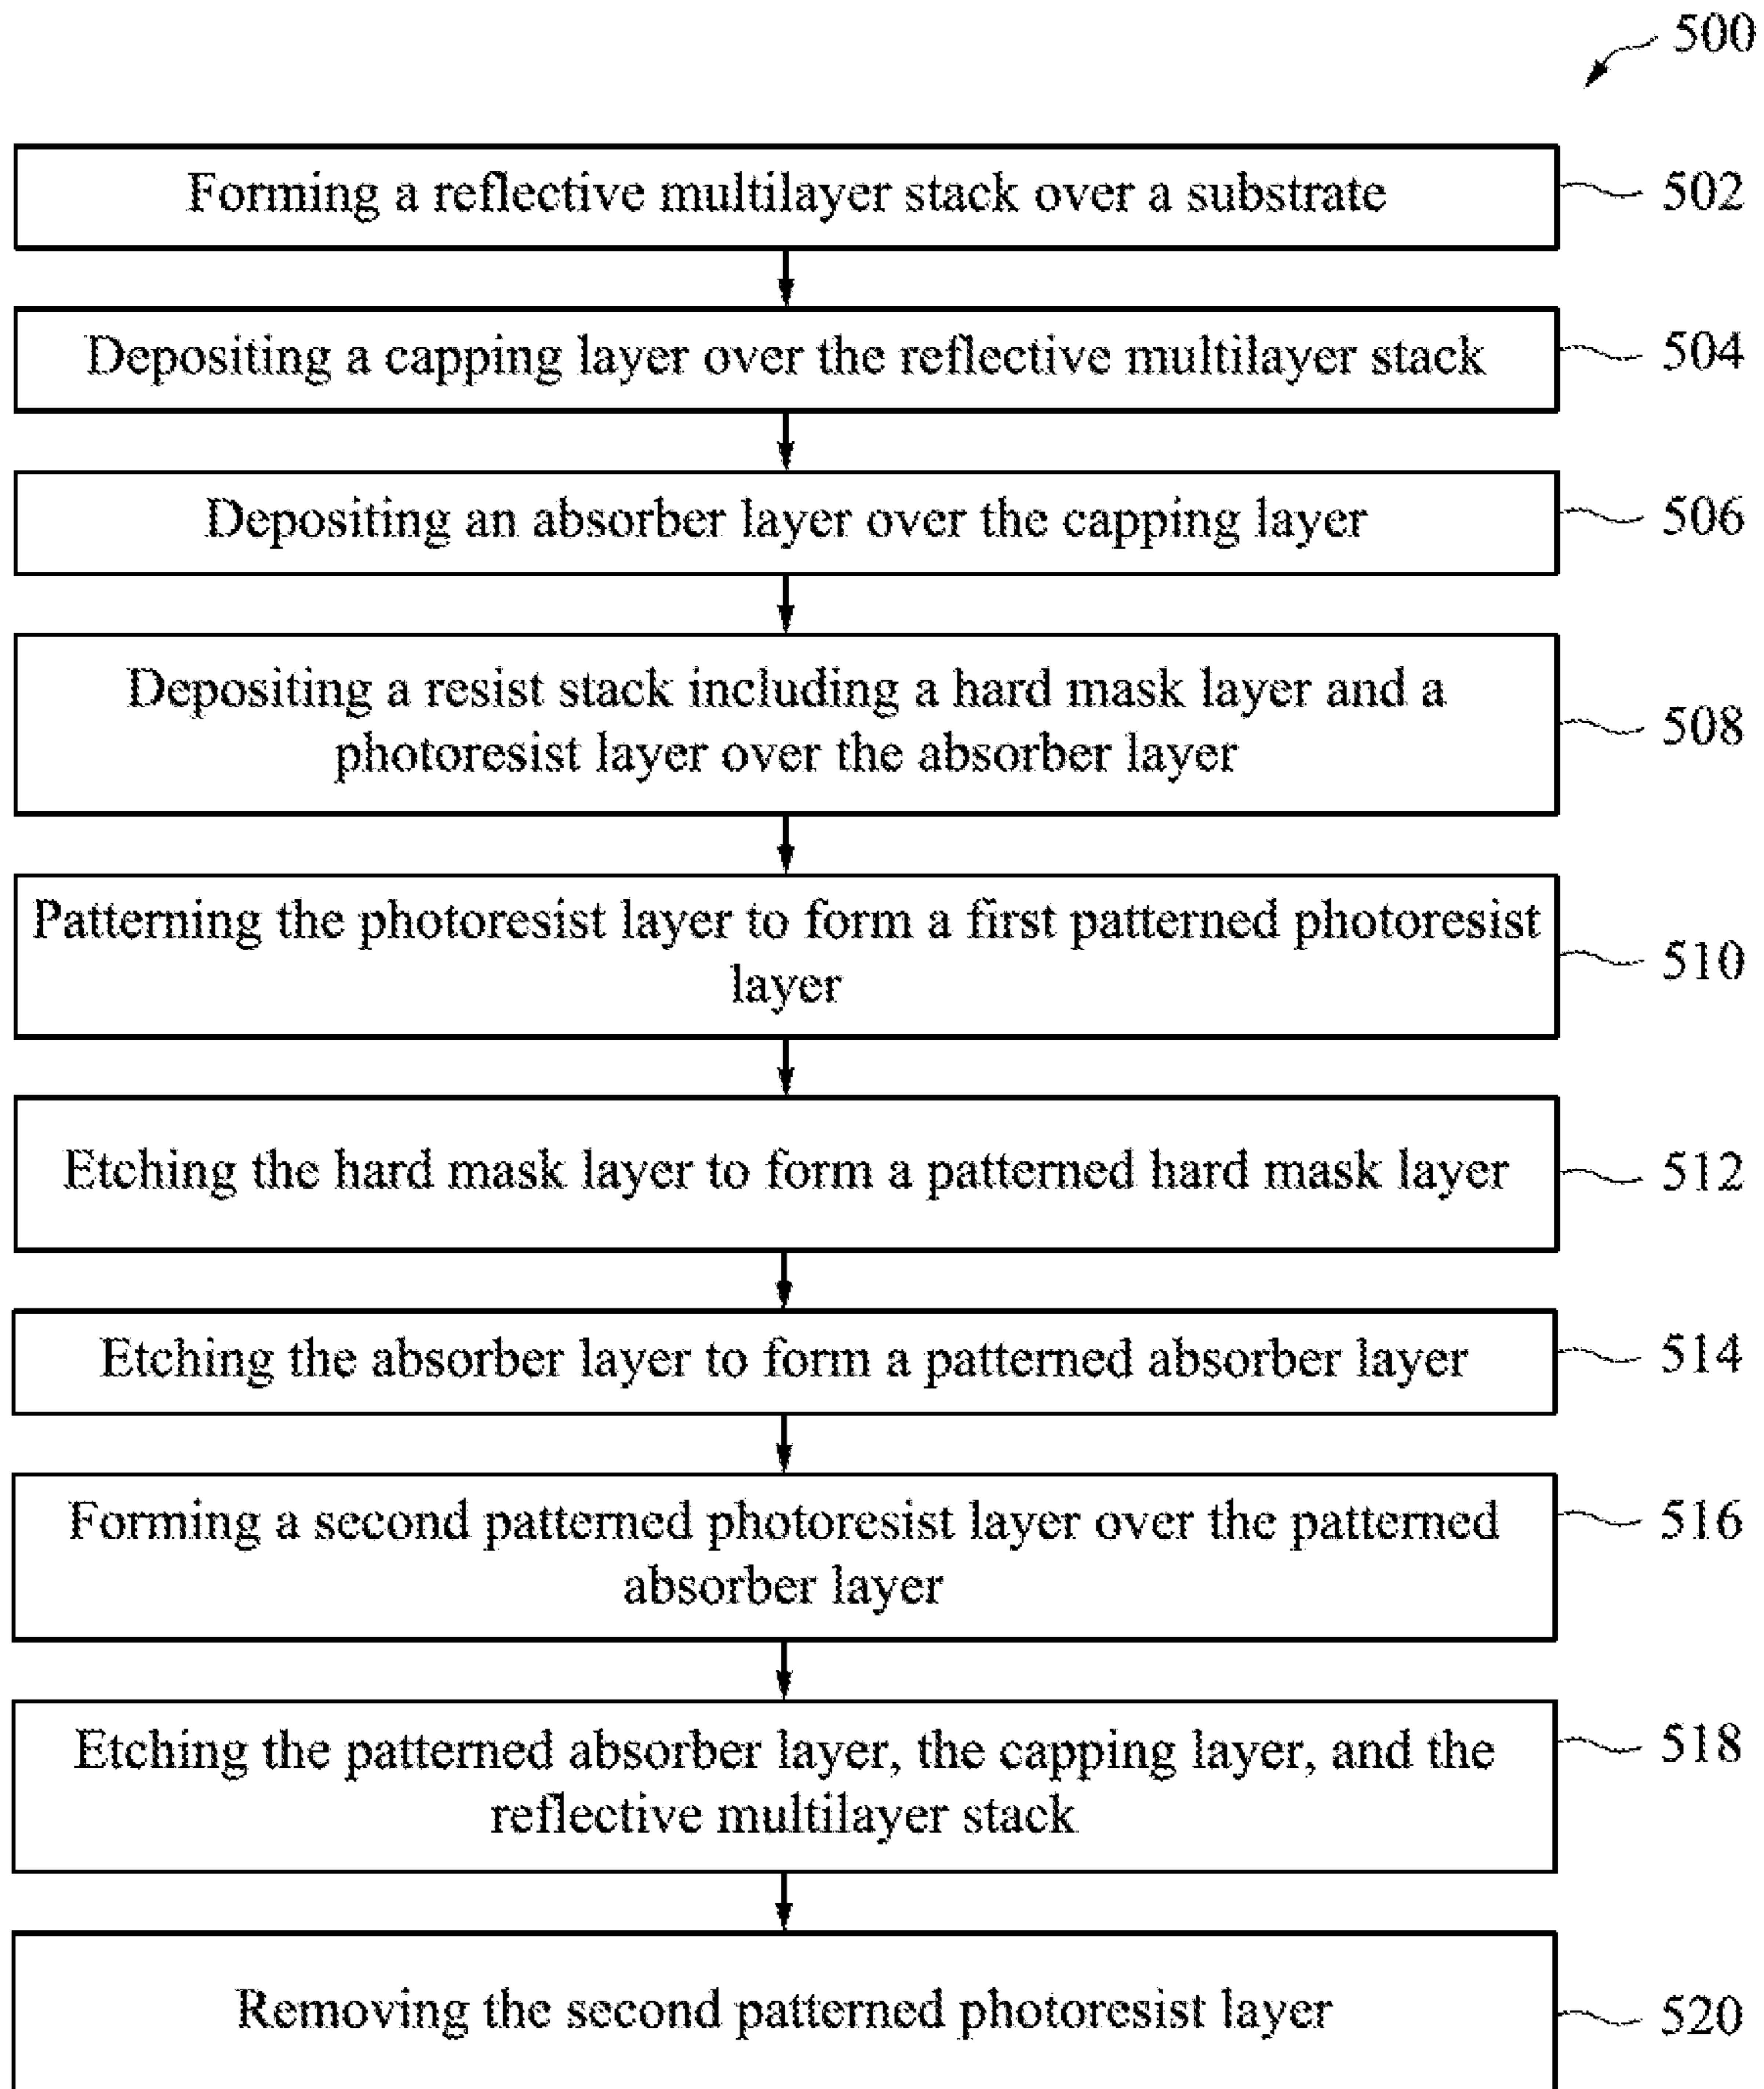 500
Forming a reflective multilayer stack over a substrate
502
Depositing a capping layer over the reflective multilayer stack
504
Depositing an absorber layer over the capping layer
506
Depositing a resist stack including a hard mask layer and a
photoresist layer over the absorber layer
508
Patterning the photoresist layer to form a first patterned photoresist
layer
510
Etching the hard mask layer to form a patterned hard mask layer
512
Etching the absorber layer to form a patterned absorber layer
514
Forming a second patterned photoresist layer over the patterned
absorber layer
516
Etching the patterned absorber layer, the capping layer, and the
reflective multilayer stack
518
Removing the second patterned photoresist layer
520